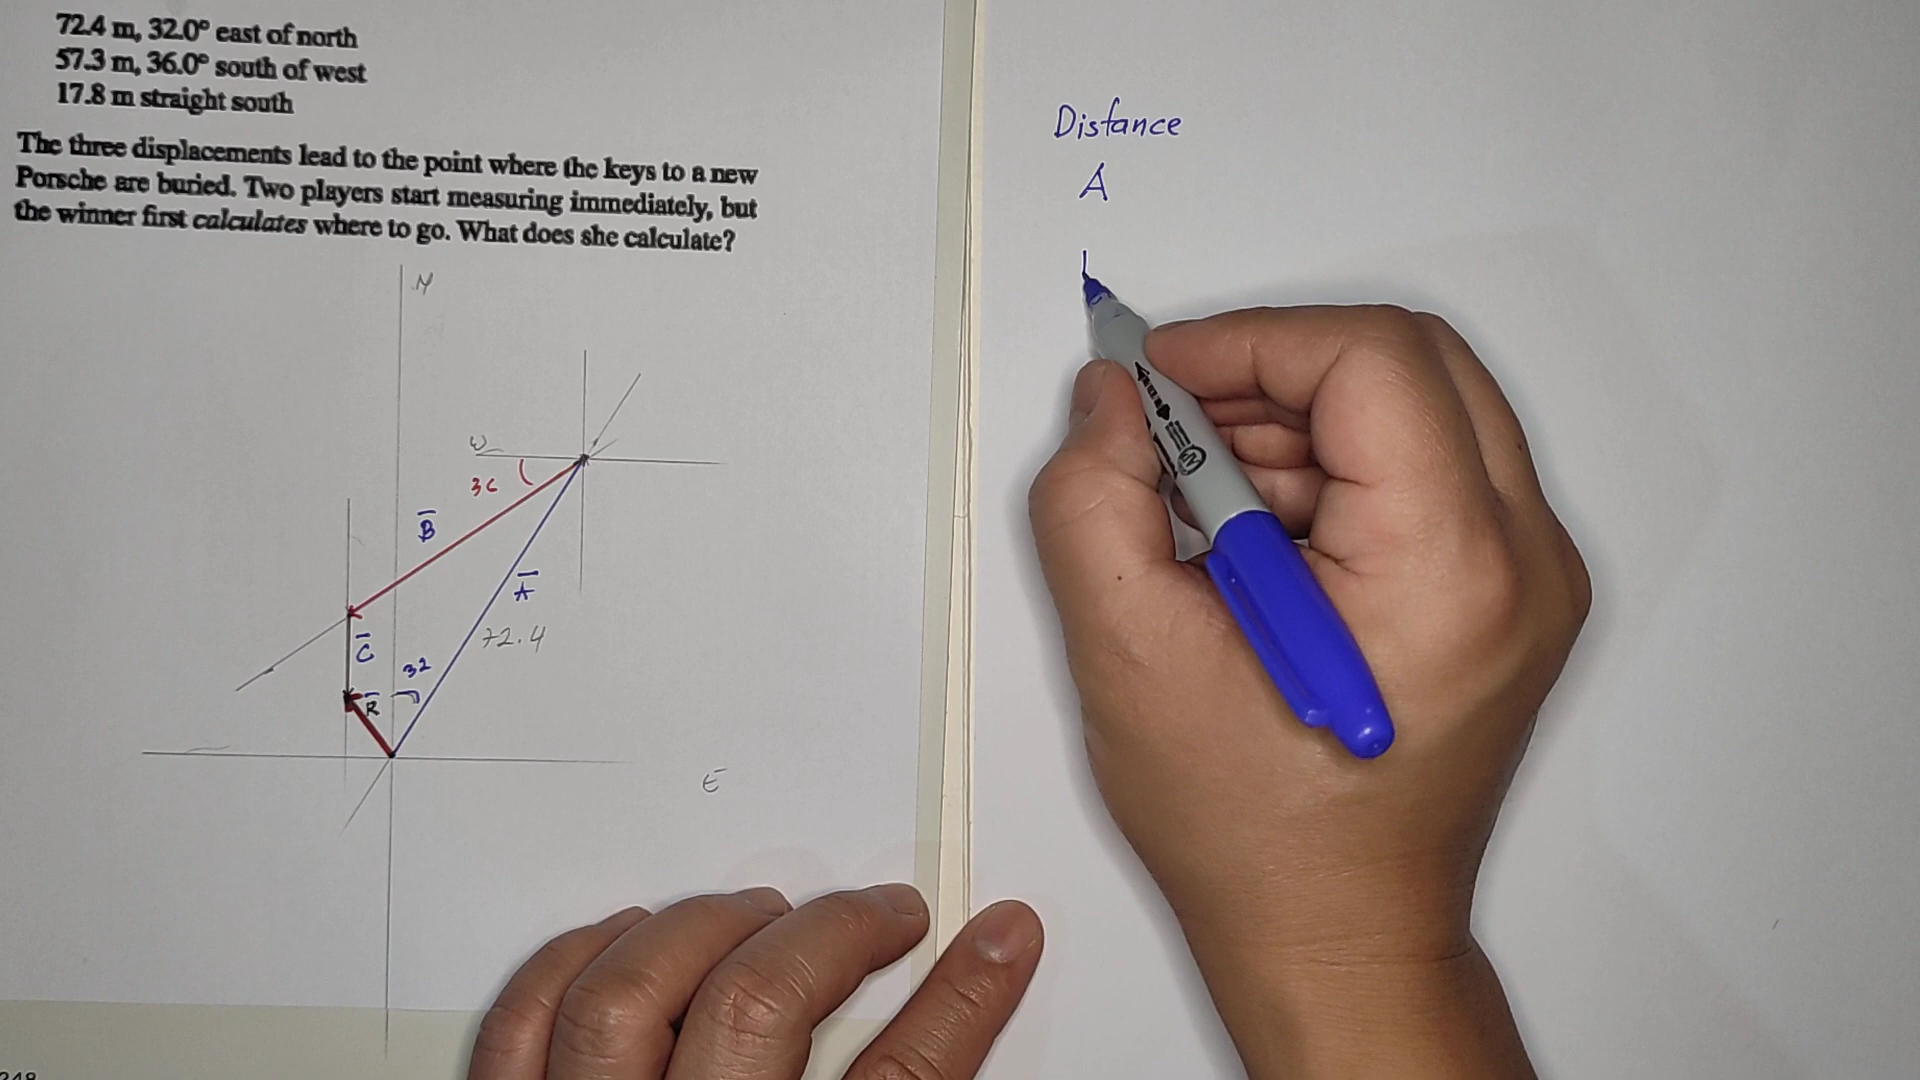 72.4 m, 32.0° east of north
57.3 m, 36.0° south of west
17.8 m straight south
The three displacements lead to the point where the keys to a new
Porsche are buried. Two players start measuring immediately, but
the winner first calculates where to go. What does she calculate?
Distance
A
N
W
36
B
A
72.4
C
32
R
E